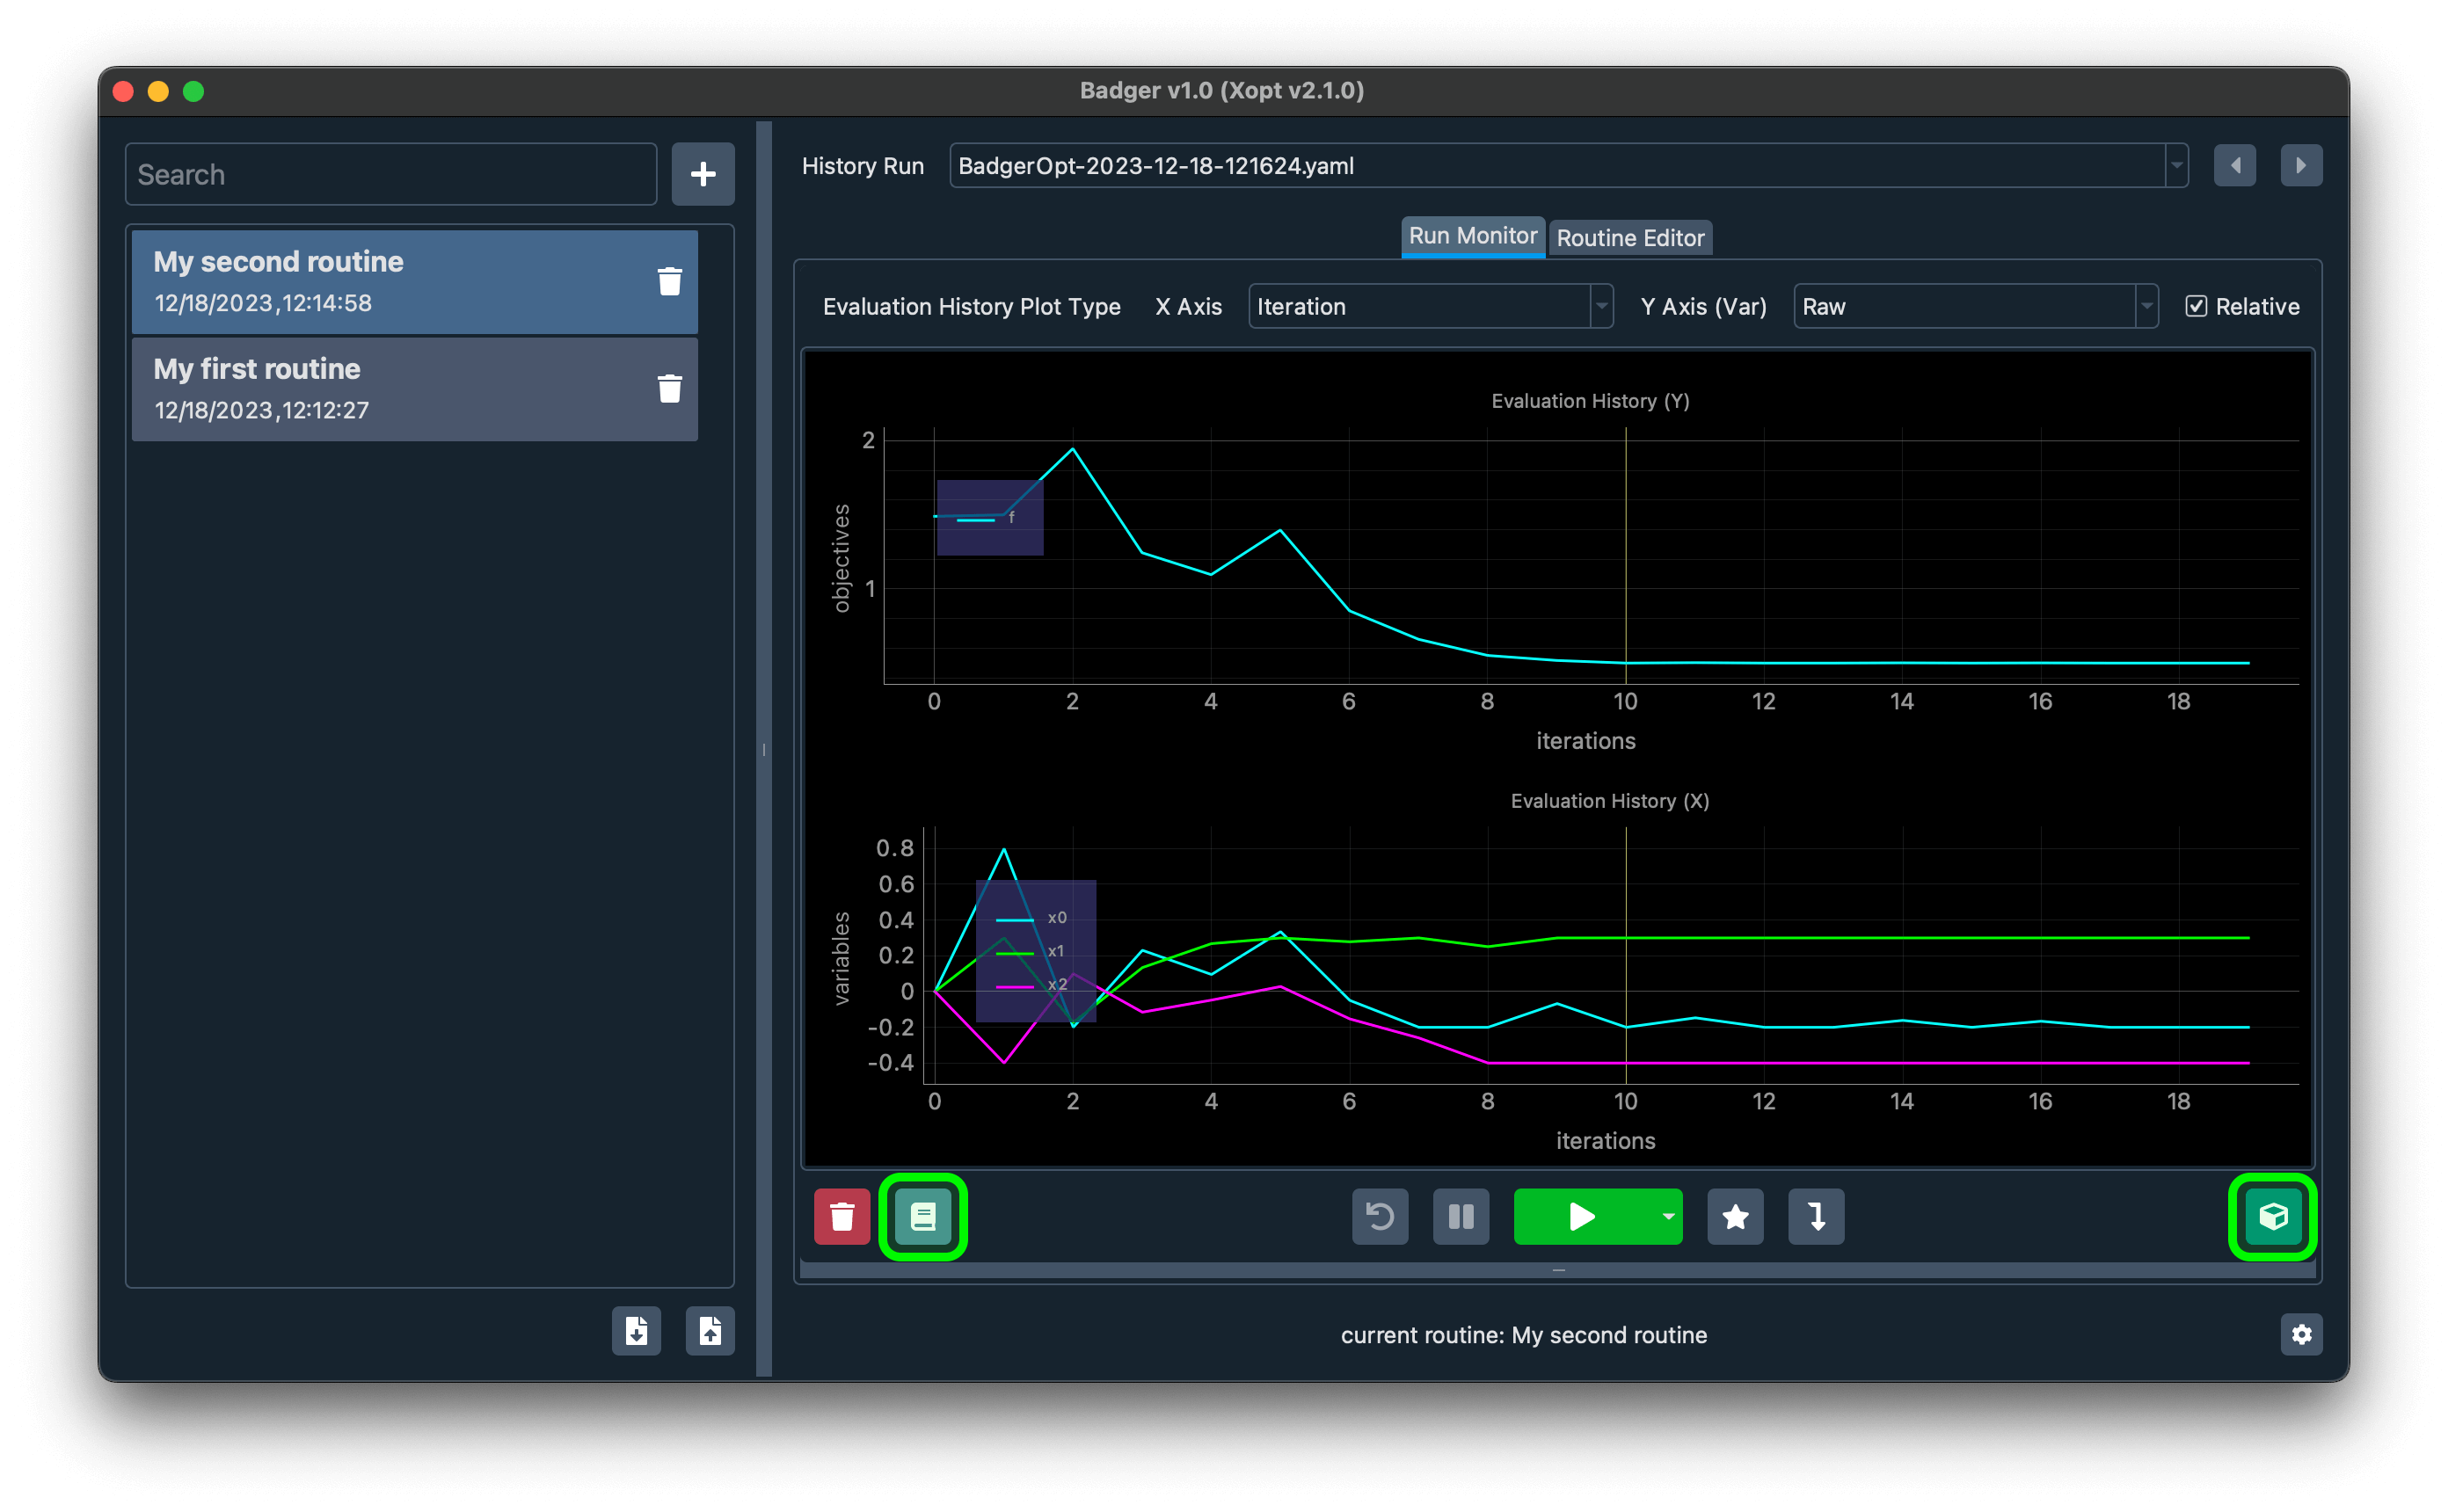 Badger v1.0 (Xopt v2.1.0)
Search
My second routine
12/18/2023,12:14:58
My first routine
12/18/2023,12:12:27
History Run
BadgerOpt-2023-12-18-121624.yaml
Run Monitor
Routine Editor
Evaluation History Plot Type
X Axis
Iteration
Y Axis (Var)
Raw
Relative
Evaluation History (Y)
objectives
2
1
f
0 2 4 6 8 10 12 14 16 18
iterations
Evaluation History (X)
variables
0.8
0.6
0.4
0.2
0
-0.2
-0.4
x0
x1
x2
0 2 4 6 8 10 12 14 16 18
iterations
current routine: My second routine